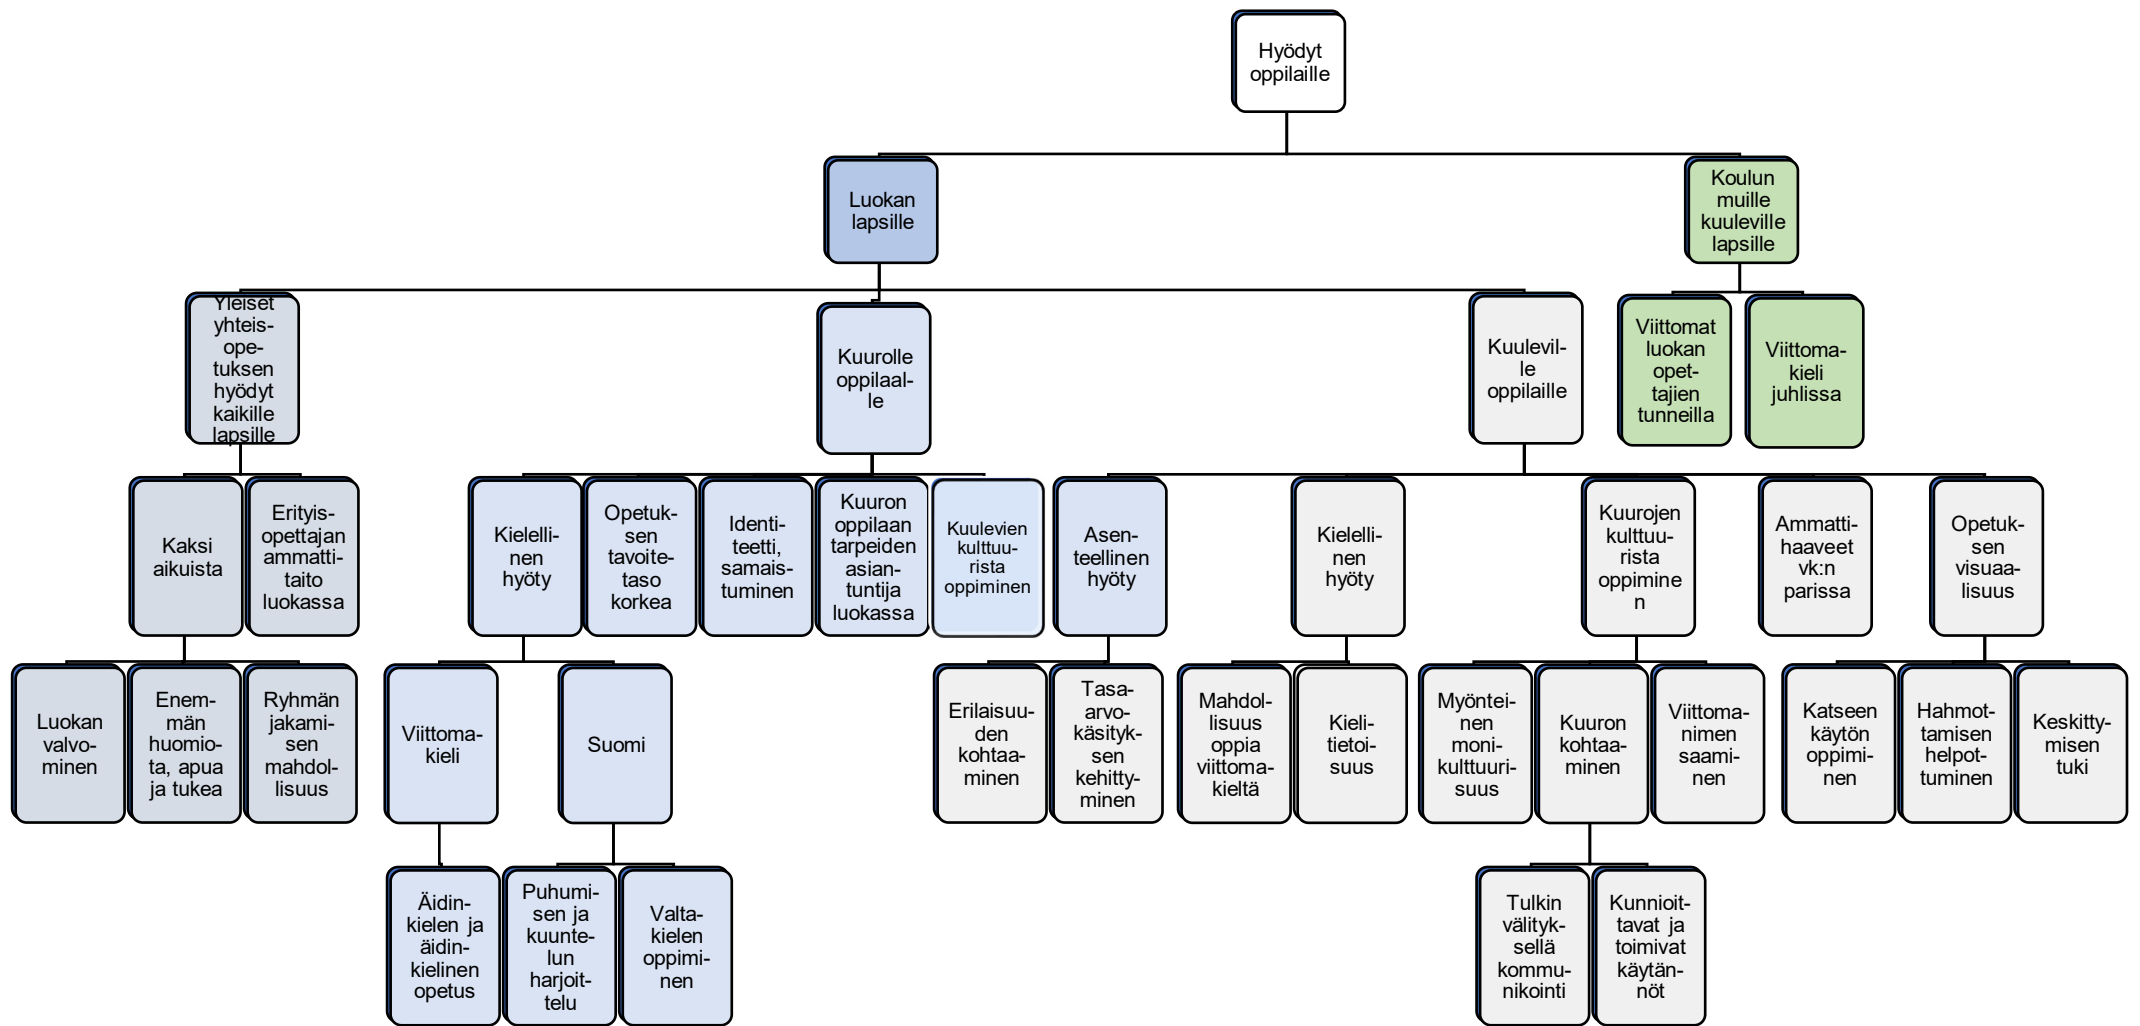 Hyödyt
oppilaille
Luokan
lapsille
Koulun
muille
kuuleville
lapsille
Yleiset
yhteis-
ope-
tuksen
hyödyt
kaikille
lapsille
Kuurolle
oppilaal-
le
Kuulevil-
le
oppilaille
Viittomat
luokan
opet-
tajien
tunneilla
Viittoma-
kieli
juhlissa
Kaksi
aikuista
Erityis-
opettajan
ammatti-
taito
luokassa
Kielelli-
nen
hyöty
Opetuk-
sen
tavoite-
taso
korkea
Identi-
teetti,
samais-
tuminen
Kuuron
oppilaan
tarpeiden
asian-
tuntija
luokassa
Kuulevien
kulttuu-
rista
oppiminen
Asen-
teellinen
hyöty
Kielelli-
nen
hyöty
Kuurojen
kulttuu-
rista
oppimine
n
Ammatti-
haaveet
vk:n
parissa
Opetuk-
sen
visuaa-
lisuus
Luokan
valvo-
minen
Enem-
män
huomio-
ta, apua
ja tukea
Ryhmän
jakami-
sen
mahdol-
lisuus
Viittoma-
kieli
Suomi
Erilaisuu-
den
kohtaa-
minen
Tasa-
arvo-
käsityk-
sen
kehitty-
minen
Mahdol-
lisuus
oppia
viittoma-
kieltä
Kieli-
tietoi-
suus
Myöntei-
nen
moni-
kulttuuri-
suus
Kuuron
kohtaa-
minen
Viittoma-
nimen
saami-
nen
Katseen
käytön
oppimi-
nen
Hahmot-
tamisen
helpot-
tuminen
Keskitty-
misen
tuki
Äidin-
kielen ja
äidin-
kielinen
opetus
Puhumi-
sen ja
kuunte-
lun
harjoit-
telu
Valta-
kielen
oppimi-
nen
Tulkin
välityk-
sellä
kommu-
nikointi
Kunnioit-
tavat ja
toimivat
käytän-
nöt